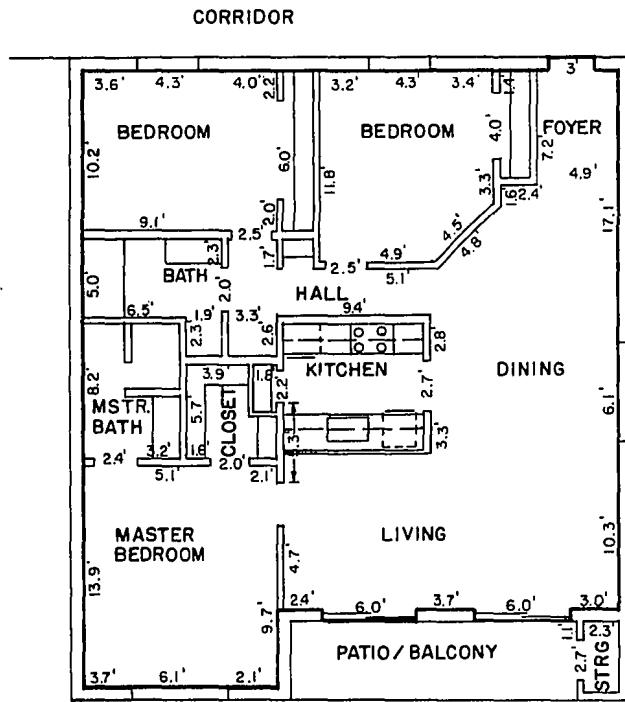 CORRIDOR
3.6' 4.3' 4.0' 2.2' 3.2' 4.3' 3.4' 1.4' 3'
BEDROOM BEDROOM FOYER
10.2' 6.0' 11.8' 4.0' 7.2'
4.9'
3.3' 1.6' 2.4' 17.1'
9.1' 2.5' 2.0' 4.5' 4.8'
2.3' 1.7' 2.5' 4.9' 5.1'
BATH
5.0' 2.0' HALL
6.5' 1.9' 3.3' 9.4'
2.3' 2.6' 2.8'
8.2' 3.9' 1.8' 2.2' KITCHEN 2.7' DINING
MSTR. BATH
5.7' CLOSET 6.1'
3.2' 1.6' 3.3'
2.4' 5.1' 2.0' 2.1'
MASTER BEDROOM
LIVING
13.9' 4.7' 10.3'
9.7' 2.4' 6.0' 3.7' 6.0' 3.0'
1.1' 2.3'
PATIO/BALCONY 2.7' STRG
3.7' 6.1' 2.1'